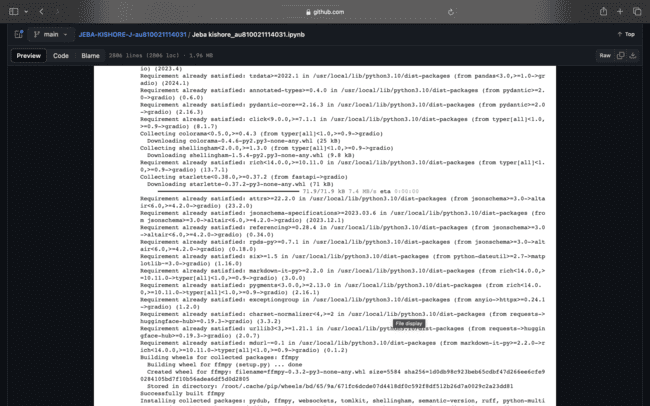 github.com
main
JEBA-KISHORE-J-au810021114031 / Jeba kishore_au810021114031.ipynb
Top
Preview Code Blame 2806 lines (2806 loc) · 1.96 MB
Raw
io) (2023.4)
Requirement already satisfied: tzdata>=2022.1 in /usr/local/lib/python3.10/dist-packages (from pandas<3.0,>=1.0->gr
adio) (2024.1)
Requirement already satisfied: annotated-types>=0.4.0 in /usr/local/lib/python3.10/dist-packages (from pydantic>=2.
0->gradio) (0.6.0)
Requirement already satisfied: pydantic-core==2.16.3 in /usr/local/lib/python3.10/dist-packages (from pydantic>=2.0
->gradio) (2.16.3)
Requirement already satisfied: click<9.0.0,>=7.1.1 in /usr/local/lib/python3.10/dist-packages (from typer[all]<1.0,
>=0.9->gradio) (8.1.7)
Collecting colorama<0.5.0,>=0.4.3 (from typer[all]<1.0,>=0.9->gradio)
Downloading colorama-0.4.6-py2.py3-none-any.whl (25 kB)
Collecting shellingham<2.0.0,>=1.3.0 (from typer[all]<1.0,>=0.9->gradio)
Downloading shellingham-1.5.4-py2.py3-none-any.whl (9.8 kB)
Requirement already satisfied: rich<14.0.0,>=10.11.0 in /usr/local/lib/python3.10/dist-packages (from typer[all]<1.
0,>=0.9->gradio) (13.7.1)
Collecting starlette<0.38.0,>=0.37.2 (from fastapi->gradio)
Downloading starlette-0.37.2-py3-none-any.whl (71 kB)
71.9/71.9 kB 7.4 MB/s eta 0:00:00
Requirement already satisfied: attrs>=22.2.0 in /usr/local/lib/python3.10/dist-packages (from jsonschema>=3.0->alta
ir<6.0,>=4.2.0->gradio) (23.2.0)
Requirement already satisfied: jsonschema-specifications>=2023.03.6 in /usr/local/lib/python3.10/dist-packages (fro
m jsonschema>=3.0->altair<6.0,>=4.2.0->gradio) (2023.12.1)
Requirement already satisfied: referencing>=0.28.4 in /usr/local/lib/python3.10/dist-packages (from jsonschema>=3.0
->altair<6.0,>=4.2.0->gradio) (0.34.0)
Requirement already satisfied: rpds-py>=0.7.1 in /usr/local/lib/python3.10/dist-packages (from jsonschema>=3.0->alt
air<6.0,>=4.2.0->gradio) (0.18.0)
Requirement already satisfied: six>=1.5 in /usr/local/lib/python3.10/dist-packages (from python-dateutil>=2.7->matp
lotlib~=3.0->gradio) (1.16.0)
Requirement already satisfied: markdown-it-py>=2.2.0 in /usr/local/lib/python3.10/dist-packages (from rich<14.0.0,>
=10.11.0->typer[all]<1.0,>=0.9->gradio) (3.0.0)
Requirement already satisfied: pygments<3.0.0,>=2.13.0 in /usr/local/lib/python3.10/dist-packages (from rich<14.0.
0,>=10.11.0->typer[all]<1.0,>=0.9->gradio) (2.16.1)
Requirement already satisfied: exceptiongroup in /usr/local/lib/python3.10/dist-packages (from anyio->httpx>=0.24.1
->gradio) (1.2.0)
Requirement already satisfied: charset-normalizer<4,>=2 in /usr/local/lib/python3.10/dist-packages (from requests->
huggingface-hub>=0.19.3->gradio) (3.3.2)
File display
Requirement already satisfied: urllib3<3,>=1.21.1 in /usr/local/lib/python3.10/dist-packages (from requests->huggin
gface-hub>=0.19.3->gradio) (2.0.7)
Requirement already satisfied: mdurl~=0.1 in /usr/local/lib/python3.10/dist-packages (from markdown-it-py>=2.2.0->r
ich<14.0.0,>=10.11.0->typer[all]<1.0,>=0.9->gradio) (0.1.2)
Building wheels for collected packages: ffmpy
Building wheel for ffmpy (setup.py) ... done
Created wheel for ffmpy: filename=ffmpy-0.3.2-py3-none-any.whl size=5584
Stored in directory: /root/.cache/pip/wheels/bd/65/9a/671fc6dcde07d4418df0c592f8df512b26d7a0029c2a23dd81
Successfully built ffmpy
Installing collected packages: pydub, ffmpy, websockets, tomlkit, shellingham, semantic-version, ruff, python-multi